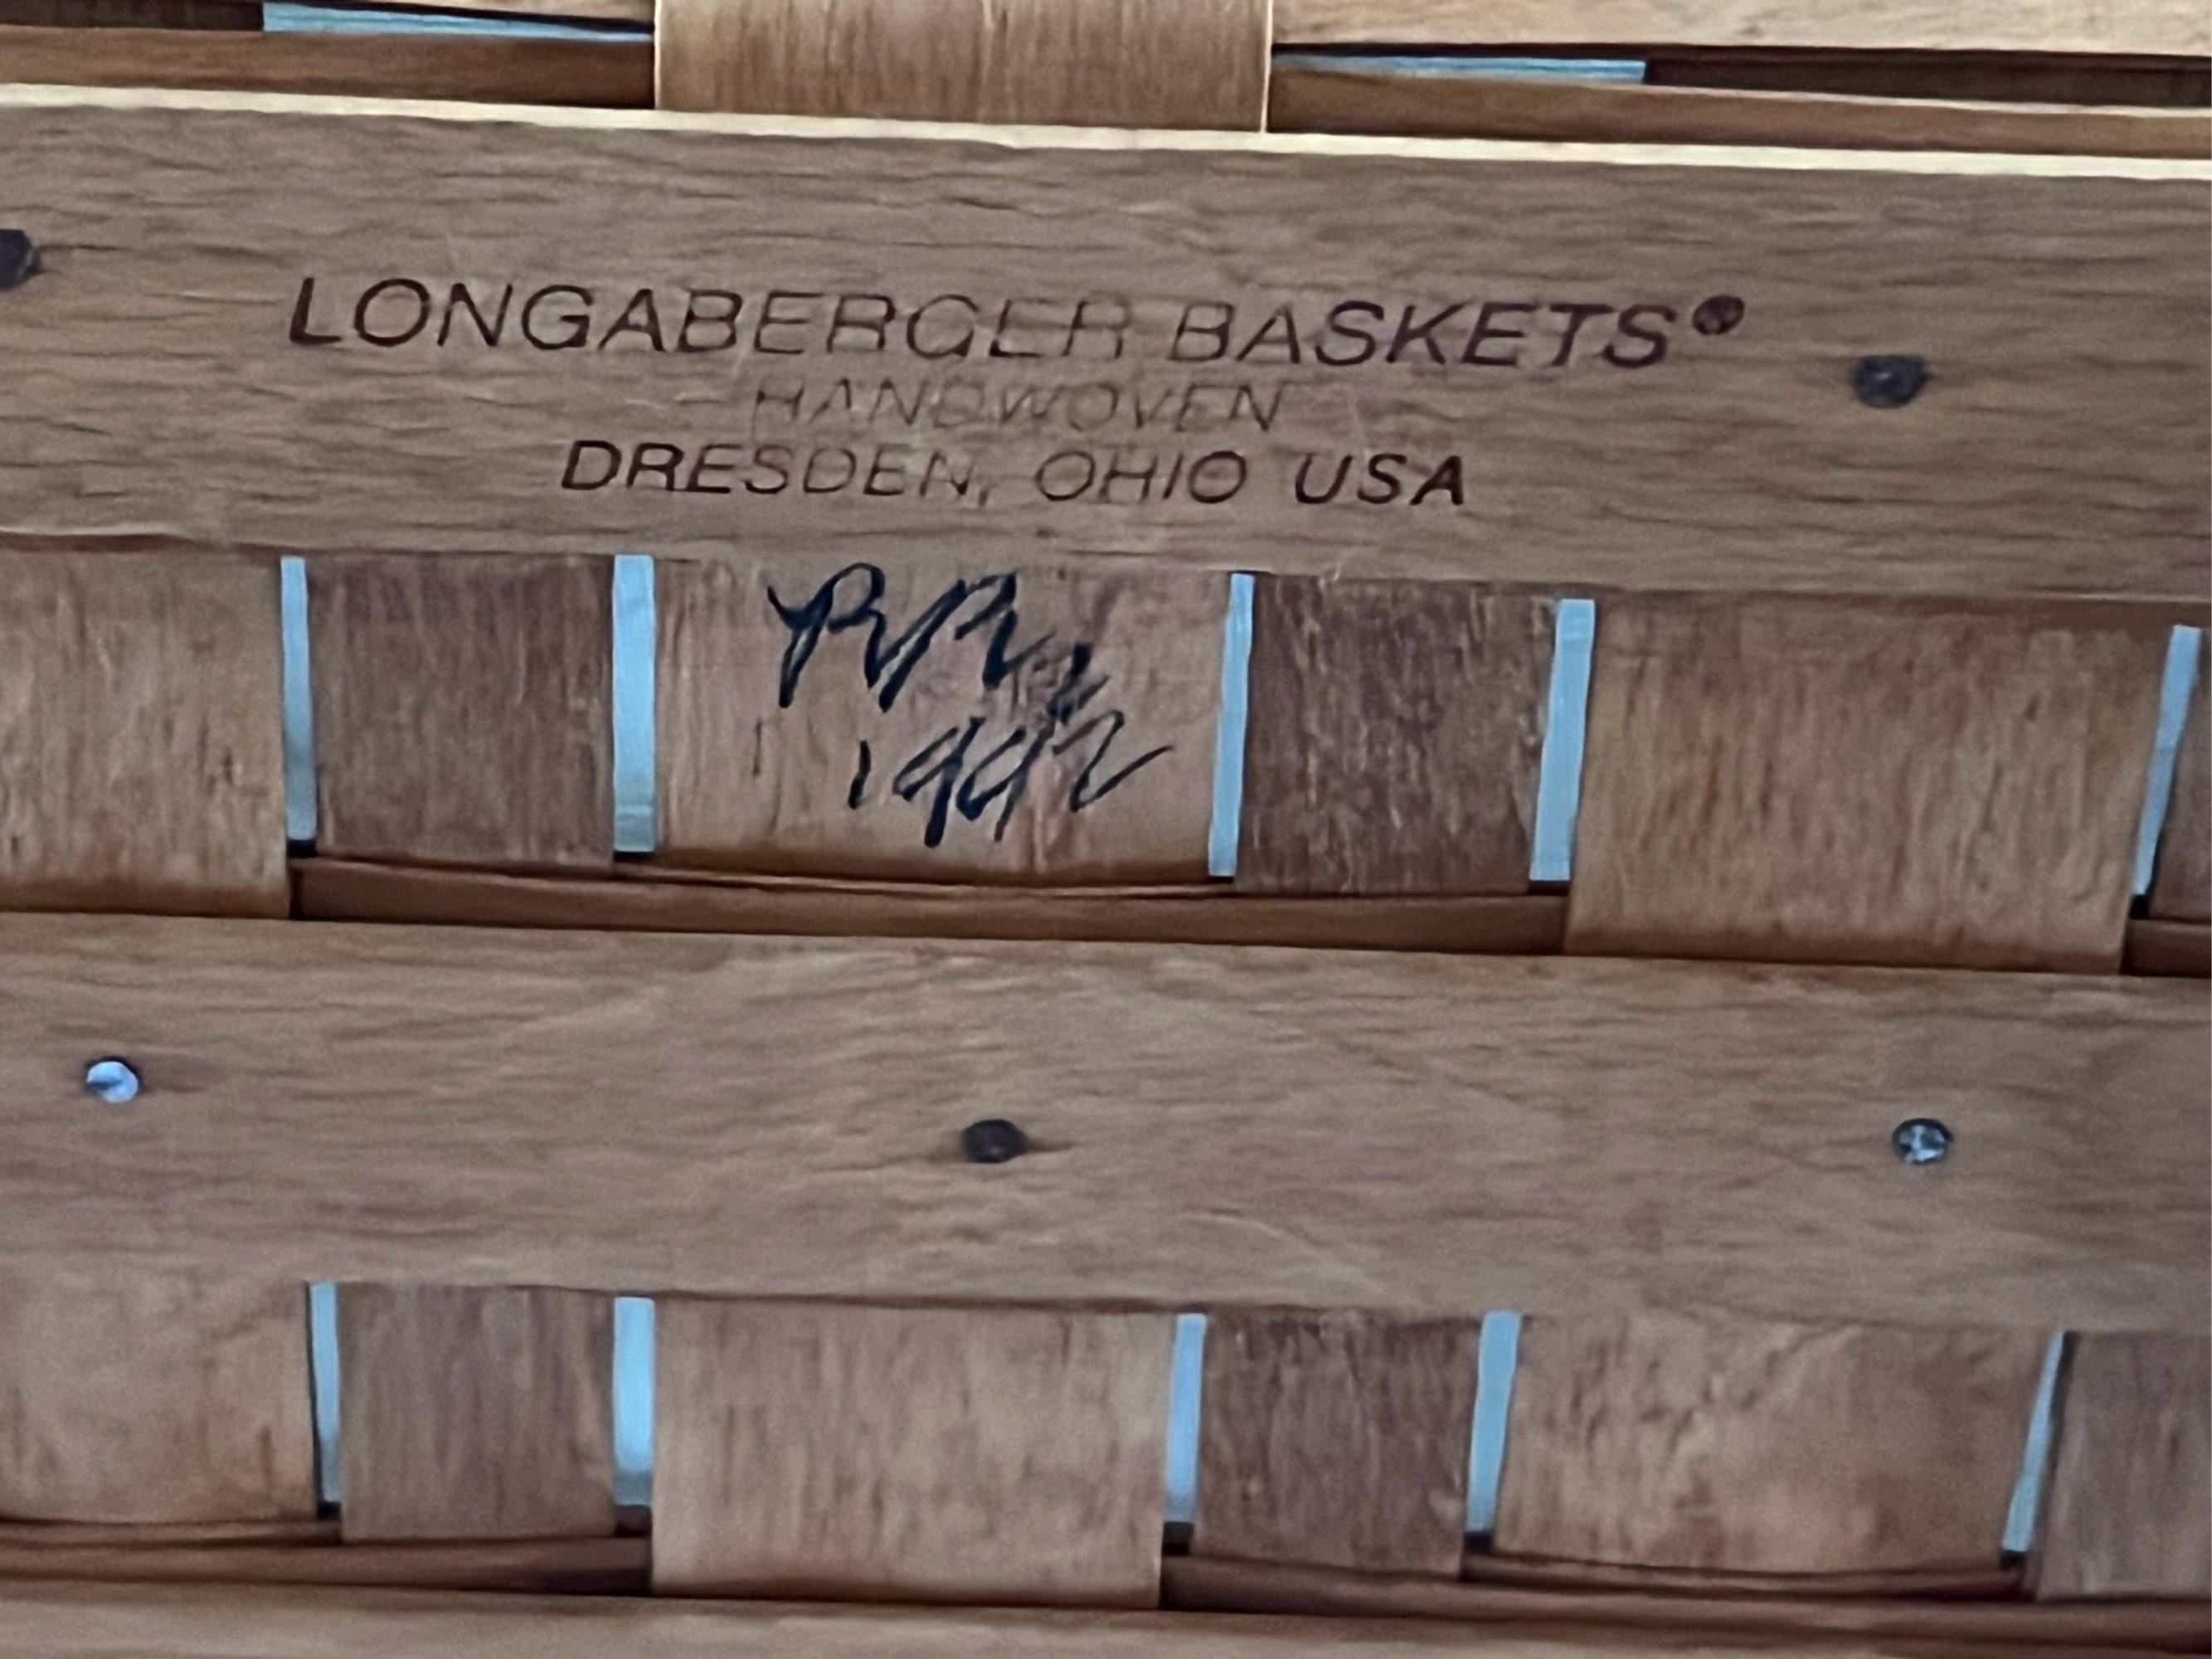 LONGABERGER BASKETS®
HANDWOVEN
DRESDEN, OHIO USA
1992